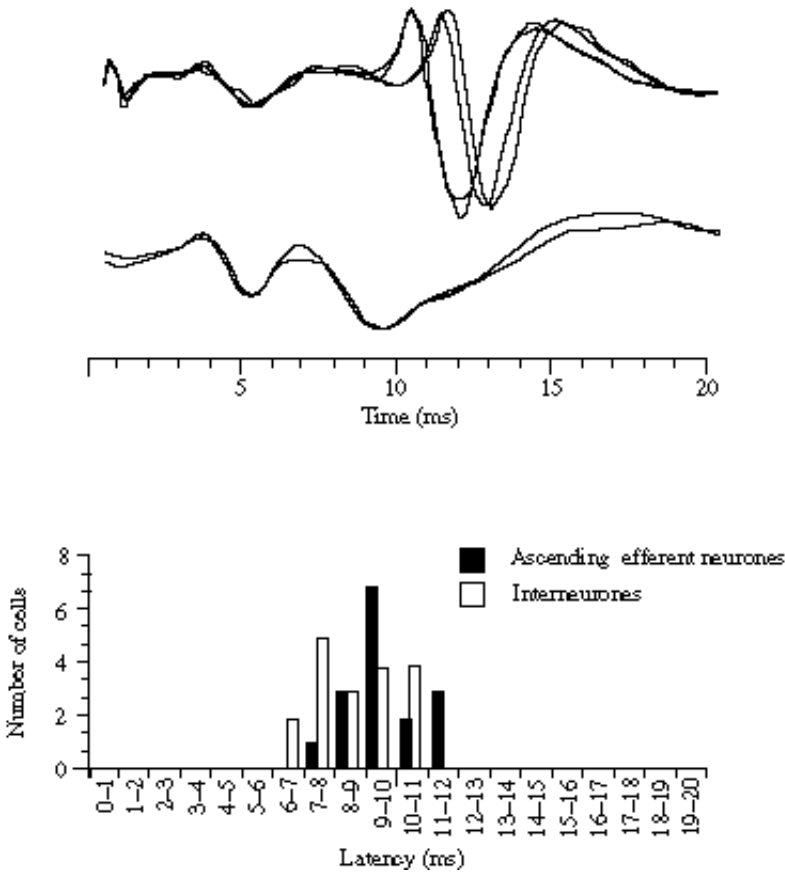 5 10 15 20
Time (ms)
8
Ascending efferent neurones
6
Interneurones
4
2
0
Number of cells
0–1 1–2 2–3 3–4 4–5 5–6 6–7 7–8 8–9 9–10 10–11 11–12 12–13 13–14 14–15 15–16 16–17 17–18 18–19 19–20
Latency (ms)